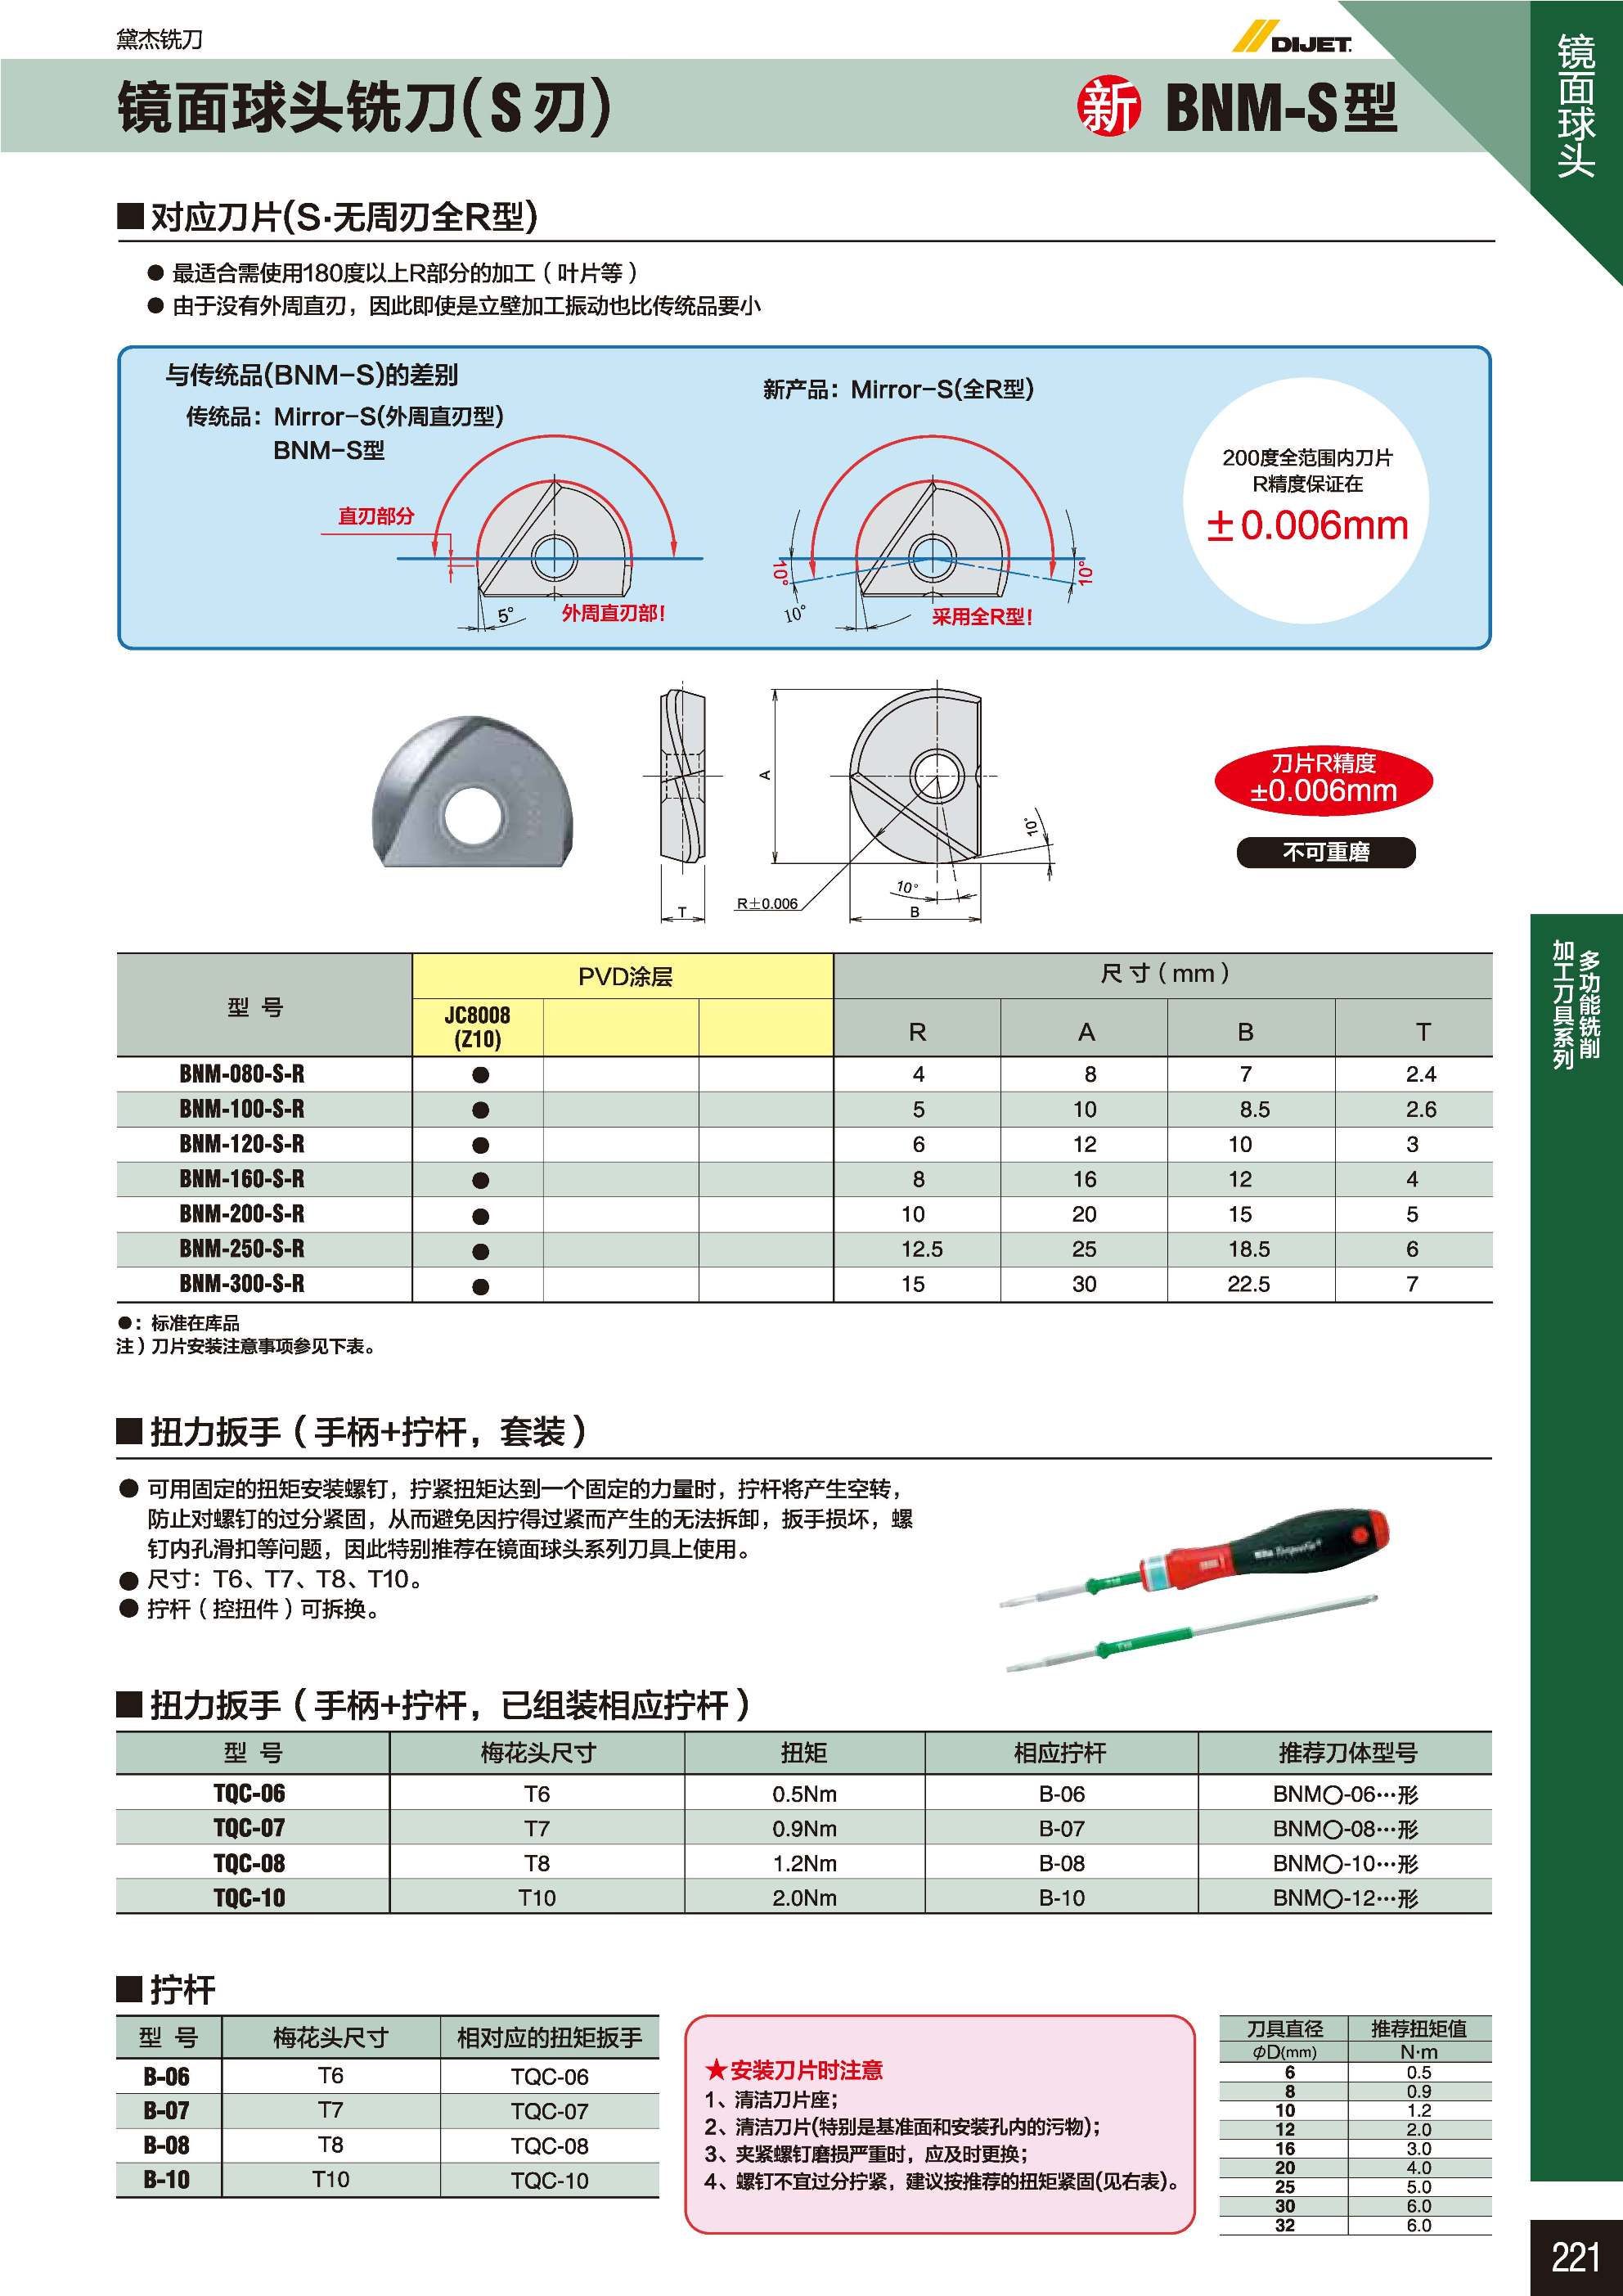 黛杰铣刀
DIJET
镜面球头铣刀(S刃)
新 BNM-S型
镜面球头
■ 对应刀片(S·无周刃全R型)
● 最适合需使用180度以上R部分的加工（叶片等）
● 由于没有外周直刃，因此即使是立壁加工振动也比传统品要小
与传统品(BNM-S)的差别
传统品：Mirror-S(外周直刃型)
BNM-S型
新产品：Mirror-S(全R型)
直刃部分
5°
外周直刃部!
10°
10°
10°
采用全R型!
200度全范围内刀片
R精度保证在
±0.006mm
A
T
R±0.006
10°
B
10°
刀片R精度
±0.006mm
不可重磨
多功能铣削
加工刀具系列
型 号 PVD涂层 尺 寸（mm）
JC8008 (Z10) R A B T
BNM-080-S-R ● 4 8 7 2.4
BNM-100-S-R ● 5 10 8.5 2.6
BNM-120-S-R ● 6 12 10 3
BNM-160-S-R ● 8 16 12 4
BNM-200-S-R ● 10 20 15 5
BNM-250-S-R ● 12.5 25 18.5 6
BNM-300-S-R ● 15 30 22.5 7
●：标准在库品
注）刀片安装注意事项参见下表。
■ 扭力扳手（手柄+拧杆，套装）
● 可用固定的扭矩安装螺钉，拧紧扭矩达到一个固定的力量时，拧杆将产生空转，
防止对螺钉的过分紧固，从而避免因拧得过紧而产生的无法拆卸，扳手损坏，螺
钉内孔滑扣等问题，因此特别推荐在镜面球头系列刀具上使用。
● 尺寸：T6、T7、T8、T10。
● 拧杆（控扭件）可拆换。
■ 扭力扳手（手柄+拧杆，已组装相应拧杆）
型 号 梅花头尺寸 扭矩 相应拧杆 推荐刀体型号
TQC-06 T6 0.5Nm B-06 BNM○-06···形
TQC-07 T7 0.9Nm B-07 BNM○-08···形
TQC-08 T8 1.2Nm B-08 BNM○-10···形
TQC-10 T10 2.0Nm B-10 BNM○-12···形
■ 拧杆
型 号 梅花头尺寸 相对应的扭矩扳手
B-06 T6 TQC-06
B-07 T7 TQC-07
B-08 T8 TQC-08
B-10 T10 TQC-10
★安装刀片时注意
1、清洁刀片座；
2、清洁刀片(特别是基准面和安装孔内的污物)；
3、夹紧螺钉磨损严重时，应及时更换；
4、螺钉不宜过分拧紧，建议按推荐的扭矩紧固(见右表)。
刀具直径 推荐扭矩值
φD(mm) N·m
6 0.5
8 0.9
10 1.2
12 2.0
16 3.0
20 4.0
25 5.0
30 6.0
32 6.0
221